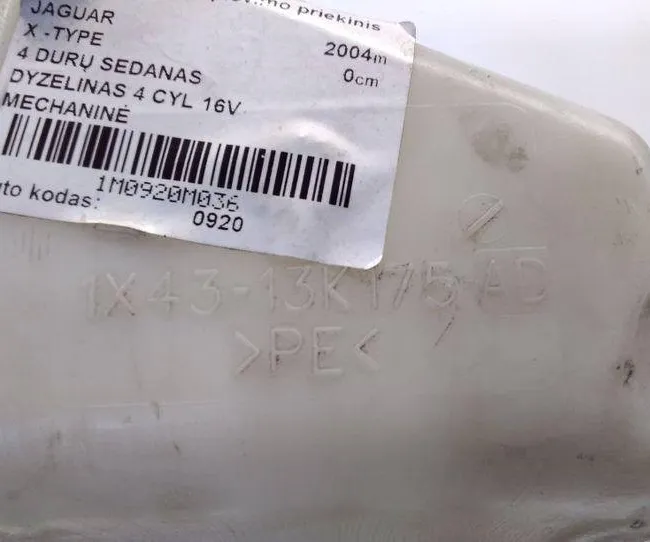 priekinis
JAGUAR
X -TYPE 2004m
4 DURŲ SEDANAS 0cm
DYZELINAS 4 CYL 16V
MECHANINĖ
1M0920M036
kodas: 0920
1X43-13K175-AD
>PE<